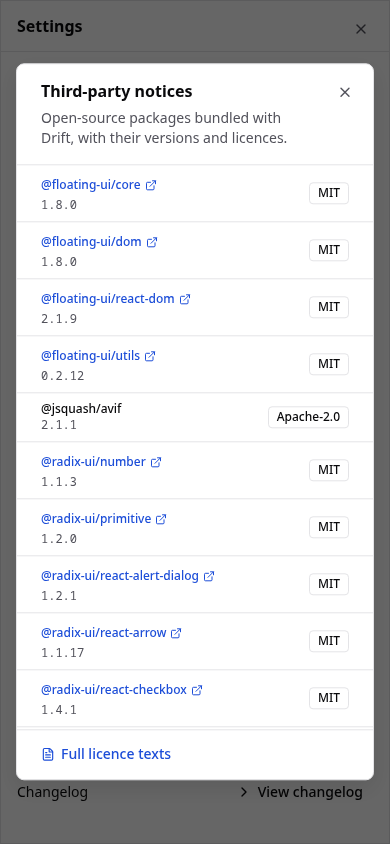 Settings
Third-party notices
Open-source packages bundled with
Drift, with their versions and licences.
@floating-ui/core
1.8.0
MIT
@floating-ui/dom
1.8.0
MIT
@floating-ui/react-dom
2.1.9
MIT
@floating-ui/utils
0.2.12
MIT
@jsquash/avif
2.1.1
Apache-2.0
@radix-ui/number
1.1.3
MIT
@radix-ui/primitive
1.2.0
MIT
@radix-ui/react-alert-dialog
1.2.1
MIT
@radix-ui/react-arrow
1.1.17
MIT
@radix-ui/react-checkbox
1.4.1
MIT
Full licence texts
Changelog
View changelog